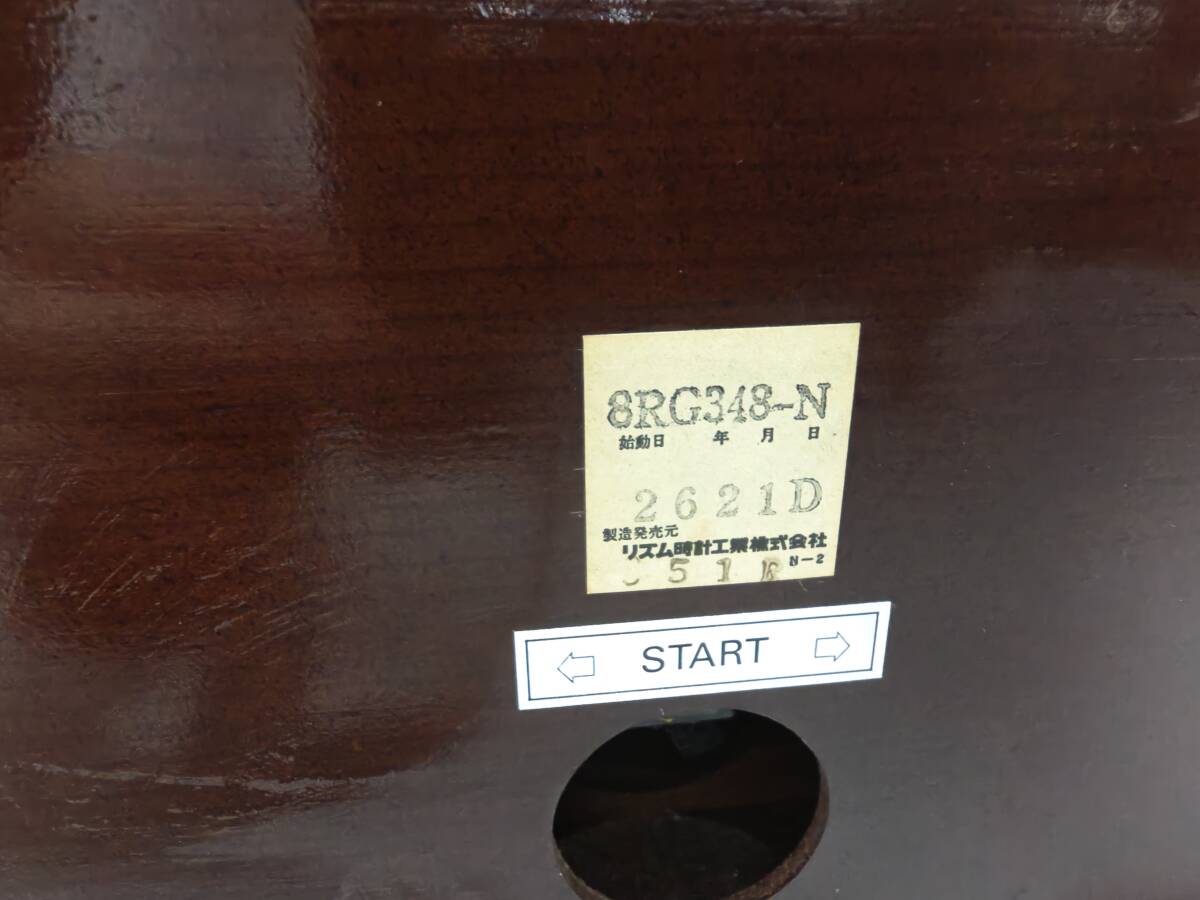 8RG348-N
始動日 年 月 日
2621D
製造発売元
リズム時計工業株式会社
N-2
START